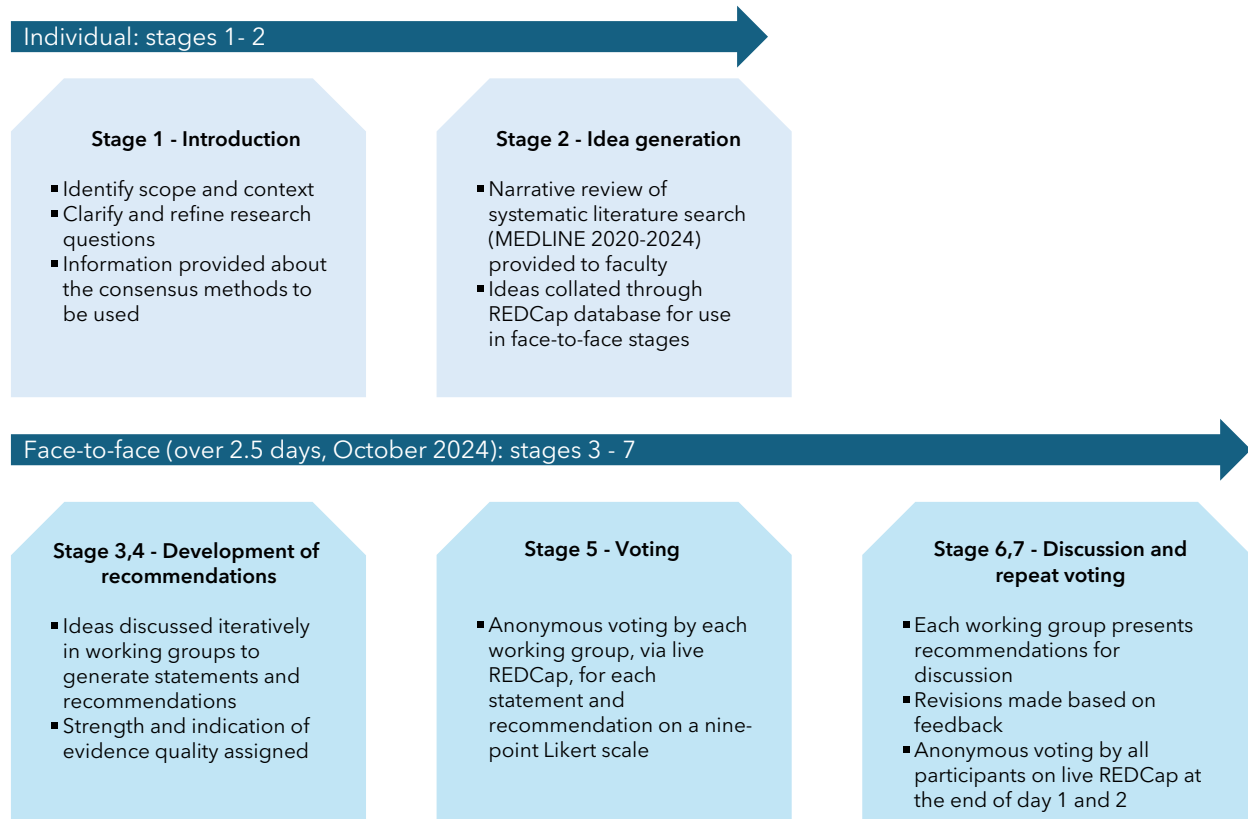 Individual: stages 1- 2
Stage 1 - Introduction
▪ Identify scope and context
▪ Clarify and refine research
questions
▪ Information provided about
the consensus methods to
be used
Stage 2 - Idea generation
▪ Narrative review of
systematic literature search
(MEDLINE 2020-2024)
provided to faculty
▪ Ideas collated through
REDCap database for use
in face-to-face stages
Face-to-face (over 2.5 days, October 2024): stages 3 - 7
Stage 3,4 - Development of
recommendations
▪ Ideas discussed iteratively
in working groups to
generate statements and
recommendations
▪ Strength and indication of
evidence quality assigned
Stage 5 - Voting
▪ Anonymous voting by each
working group, via live
REDCap, for each
statement and
recommendation on a nine-
point Likert scale
Stage 6,7 - Discussion and
repeat voting
▪ Each working group presents
recommendations for
discussion
▪ Revisions made based on
feedback
▪ Anonymous voting by all
participants on live REDCap at
the end of day 1 and 2